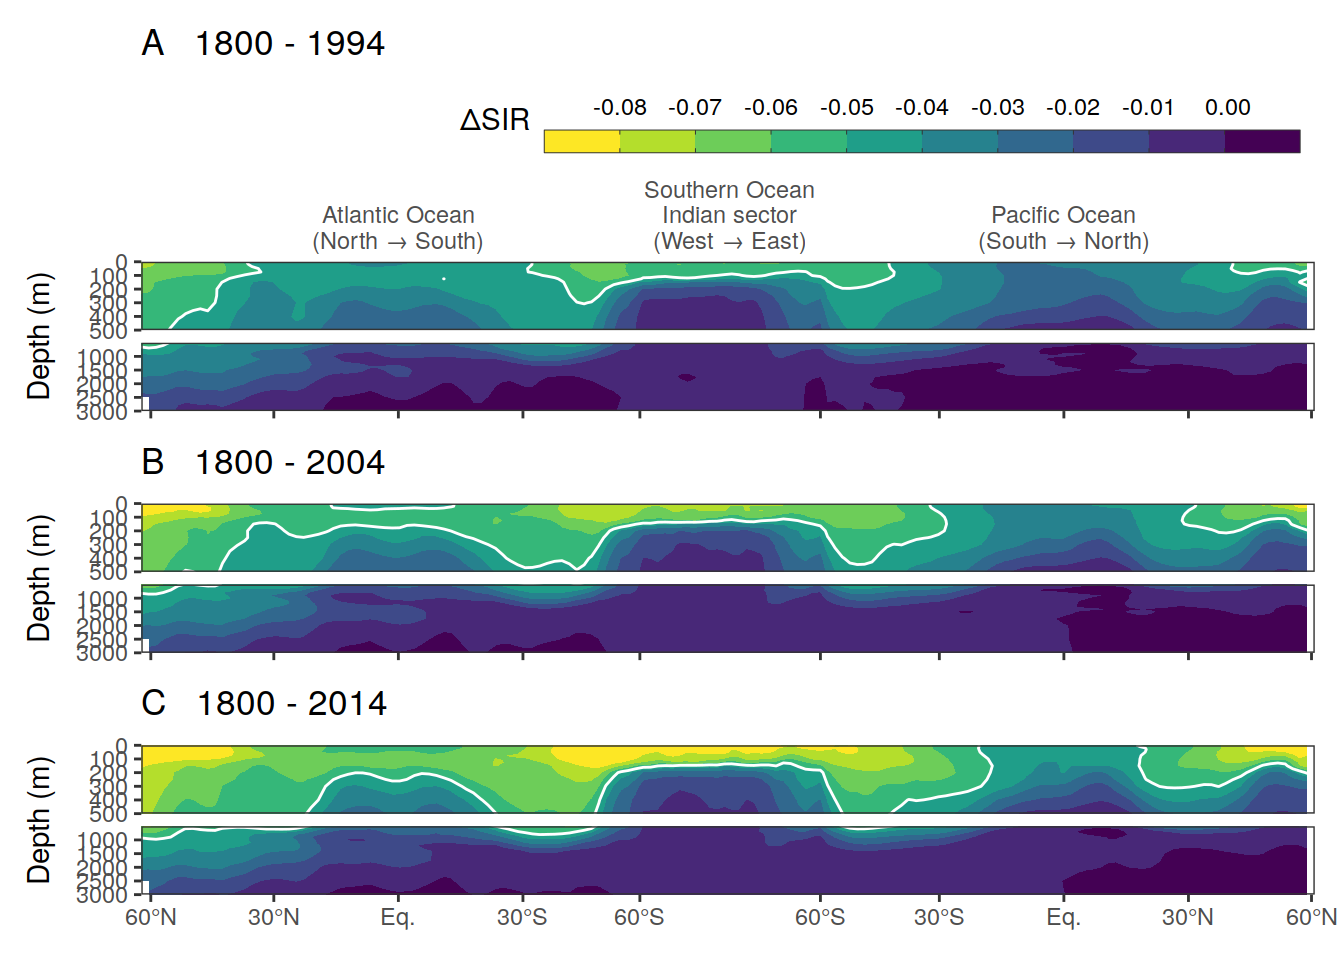 A 1800 - 1994
ΔSIR
-0.08 -0.07 -0.06 -0.05 -0.04 -0.03 -0.02 -0.01 0.00
Atlantic Ocean
(North → South)
Southern Ocean
Indian sector
(West → East)
Pacific Ocean
(South → North)
Depth (m)
0
100
200
300
400
500
1000
1500
2000
2500
3000
B 1800 - 2004
Depth (m)
0
100
200
300
400
500
1000
1500
2000
2500
3000
C 1800 - 2014
Depth (m)
0
100
200
300
400
500
1000
1500
2000
2500
3000
60°N 30°N Eq. 30°S 60°S 60°S 30°S Eq. 30°N 60°N